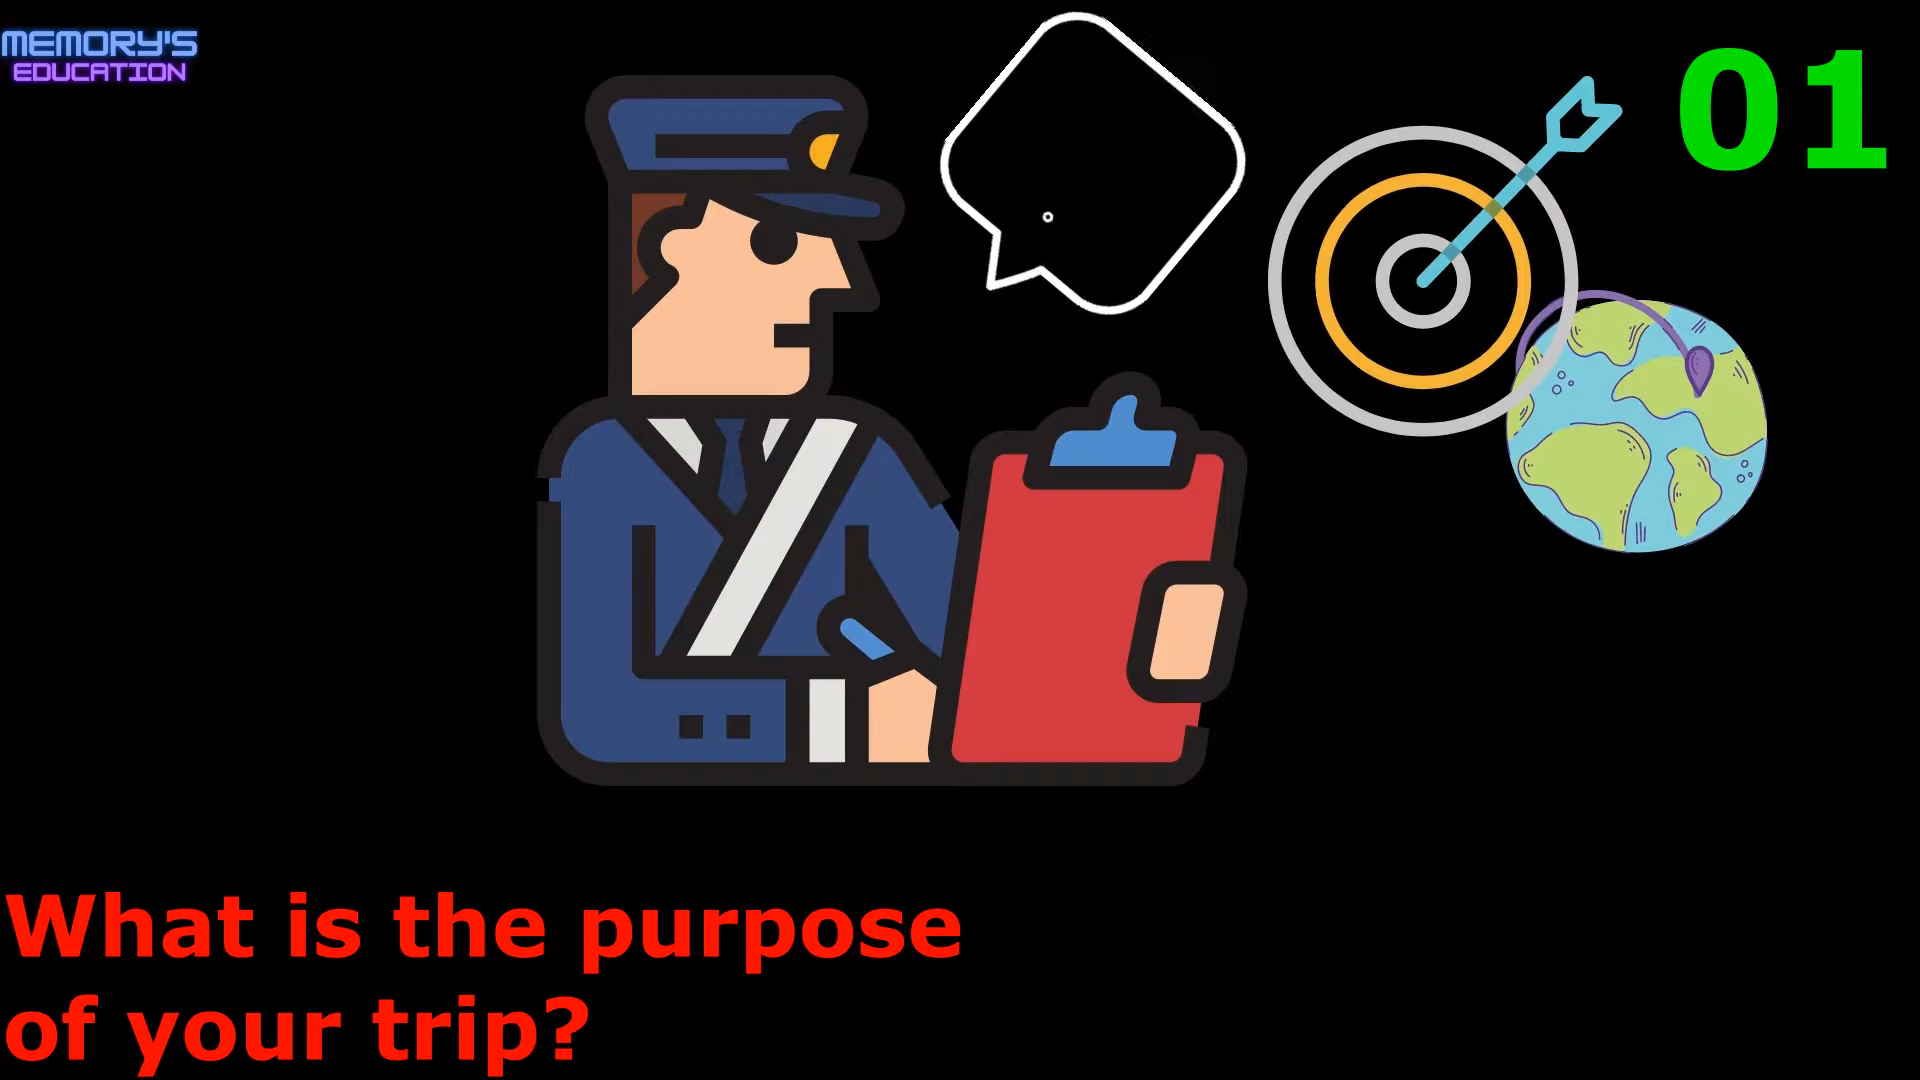 MEMORY'S
EDUCATION
01
What is the purpose
of your trip?